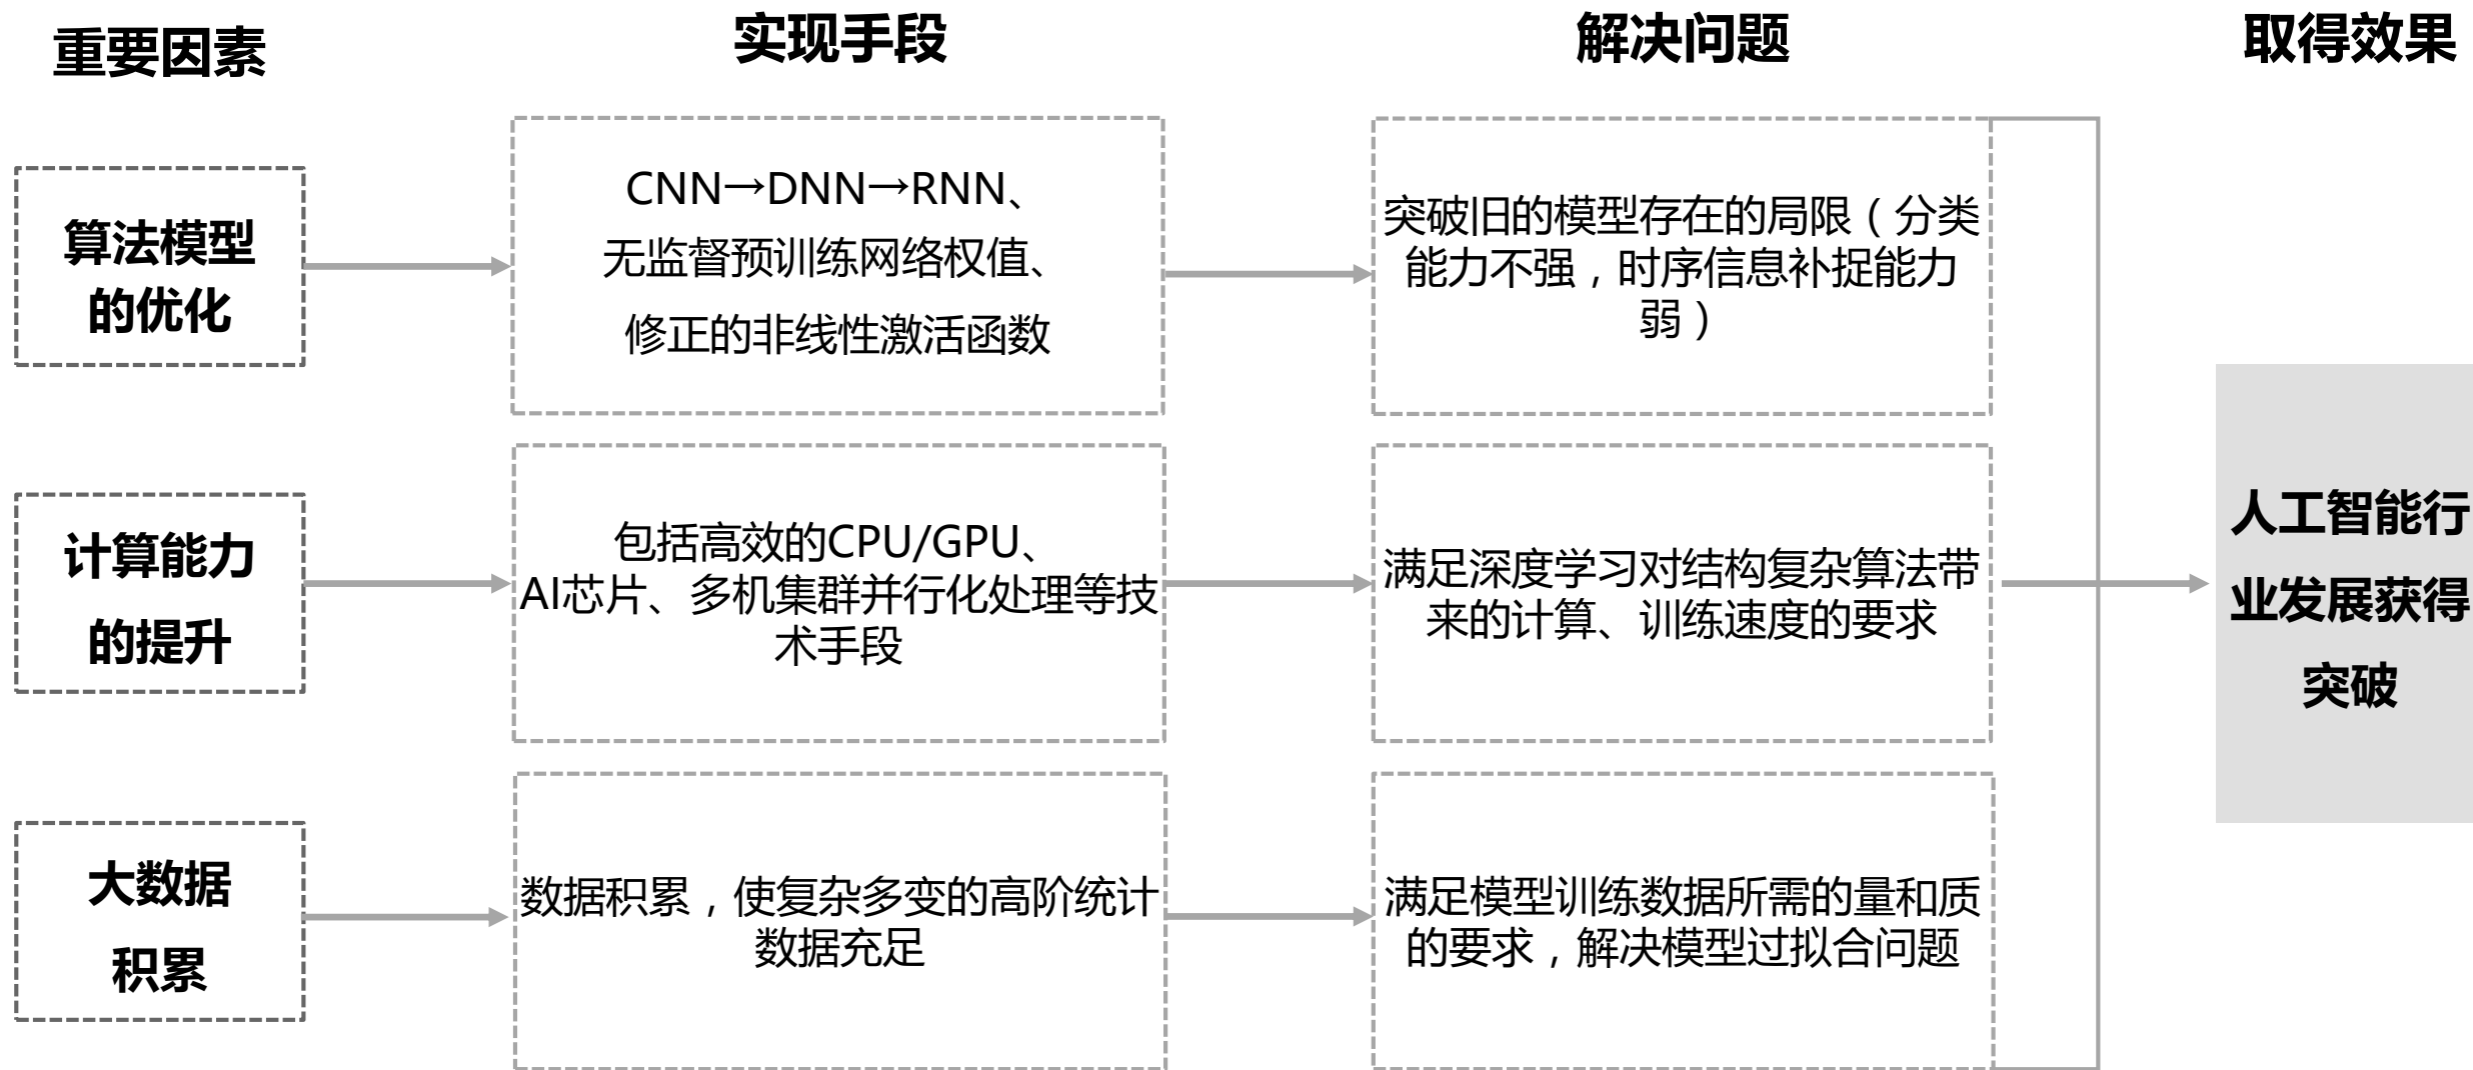 重要因素
实现手段
解决问题
取得效果
算法模型
的优化
CNN→DNN→RNN、
无监督预训练网络权值、
修正的非线性激活函数
突破旧的模型存在的局限（分类
能力不强，时序信息补捉能力
弱）
计算能力
的提升
包括高效的CPU/GPU、
AI芯片、多机集群并行化处理等技
术手段
满足深度学习对结构复杂算法带
来的计算、训练速度的要求
人工智能行
业发展获得
突破
大数据
积累
数据积累，使复杂多变的高阶统计
数据充足
满足模型训练数据所需的量和质
的要求，解决模型过拟合问题